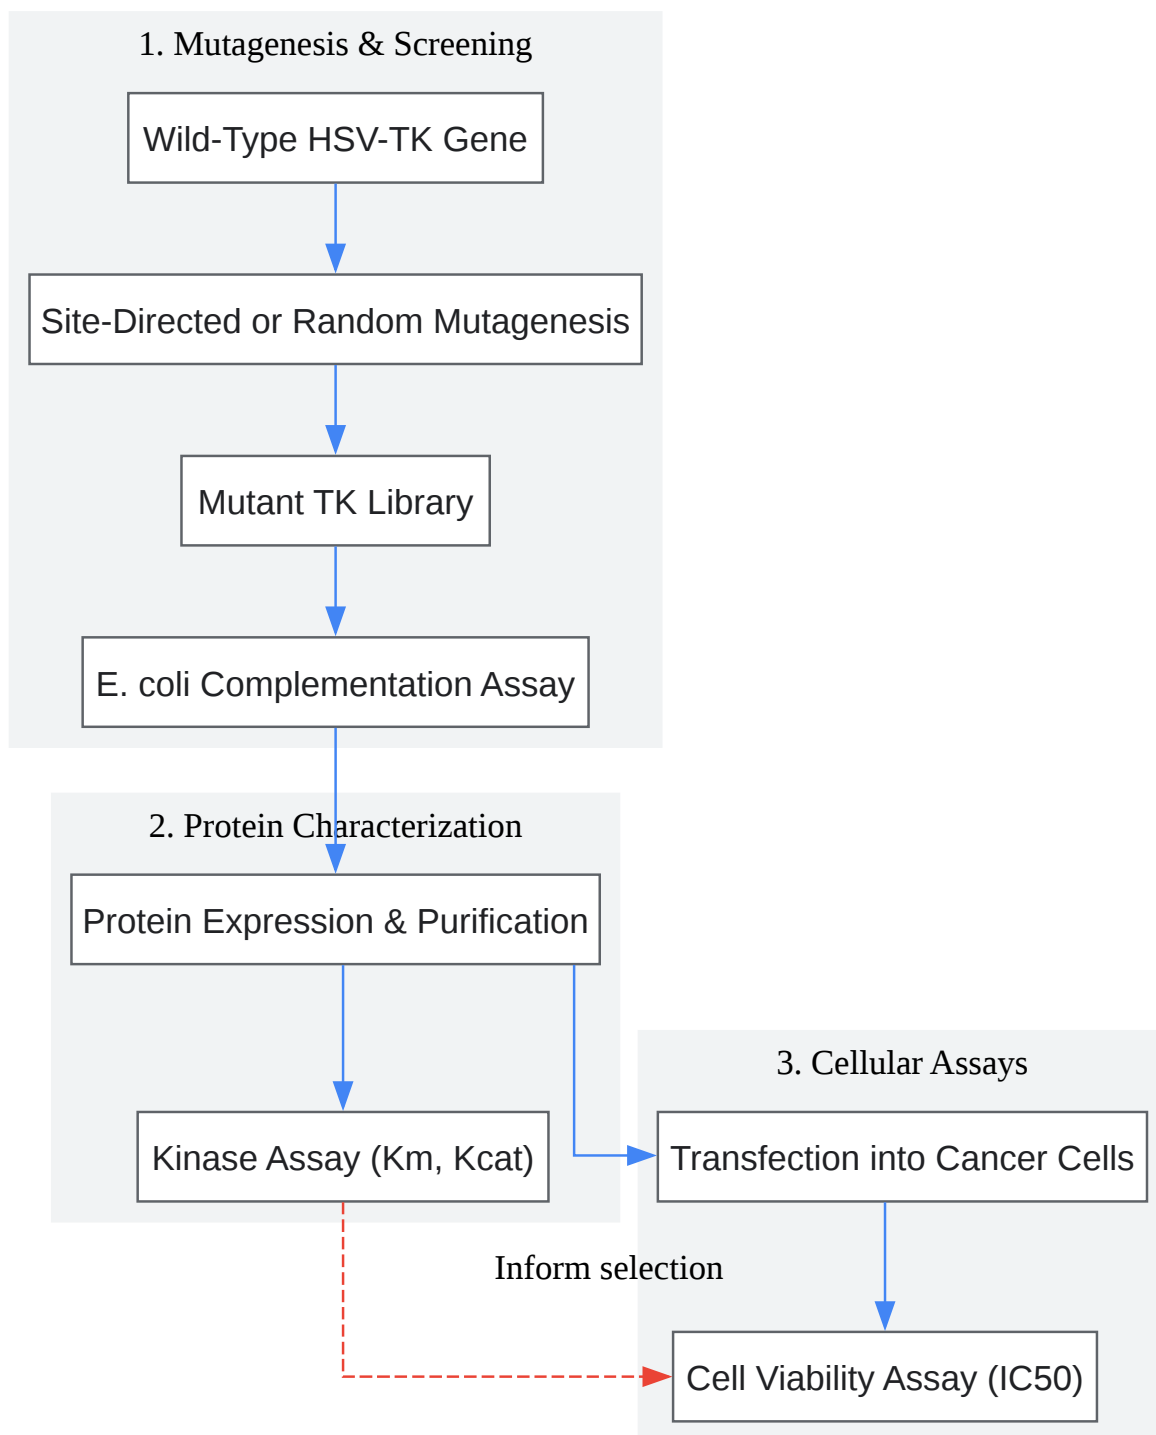 1. Mutagenesis & Screening
Wild-Type HSV-TK Gene
Site-Directed or Random Mutagenesis
Mutant TK Library
E. coli Complementation Assay
2. Protein Characterization
Protein Expression & Purification
3. Cellular Assays
Kinase Assay (Km, Kcat)
Transfection into Cancer Cells
Inform selection
Cell Viability Assay (IC50)